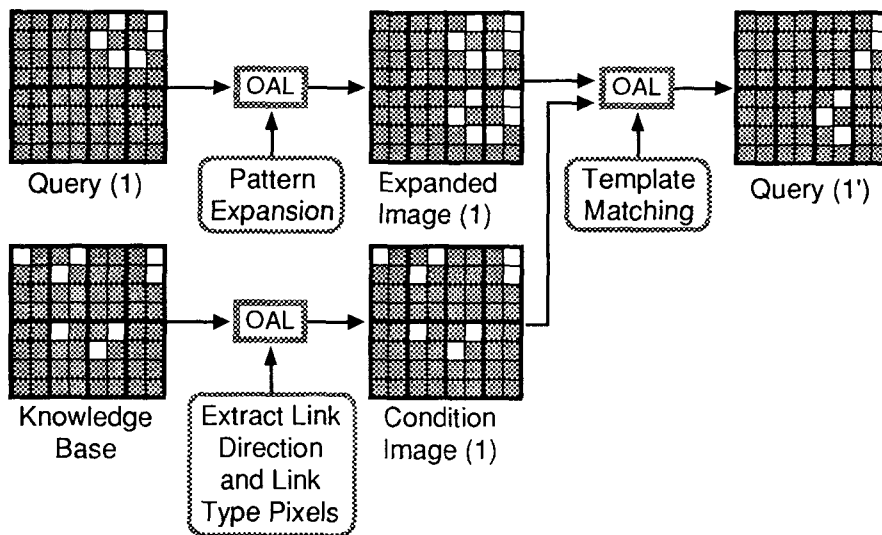 OAL
OAL
Query (1)
Pattern
Expansion
Expanded
Image (1)
Template
Matching
Query (1')
OAL
Knowledge
Base
Extract Link
Direction
and Link
Type Pixels
Condition
Image (1)